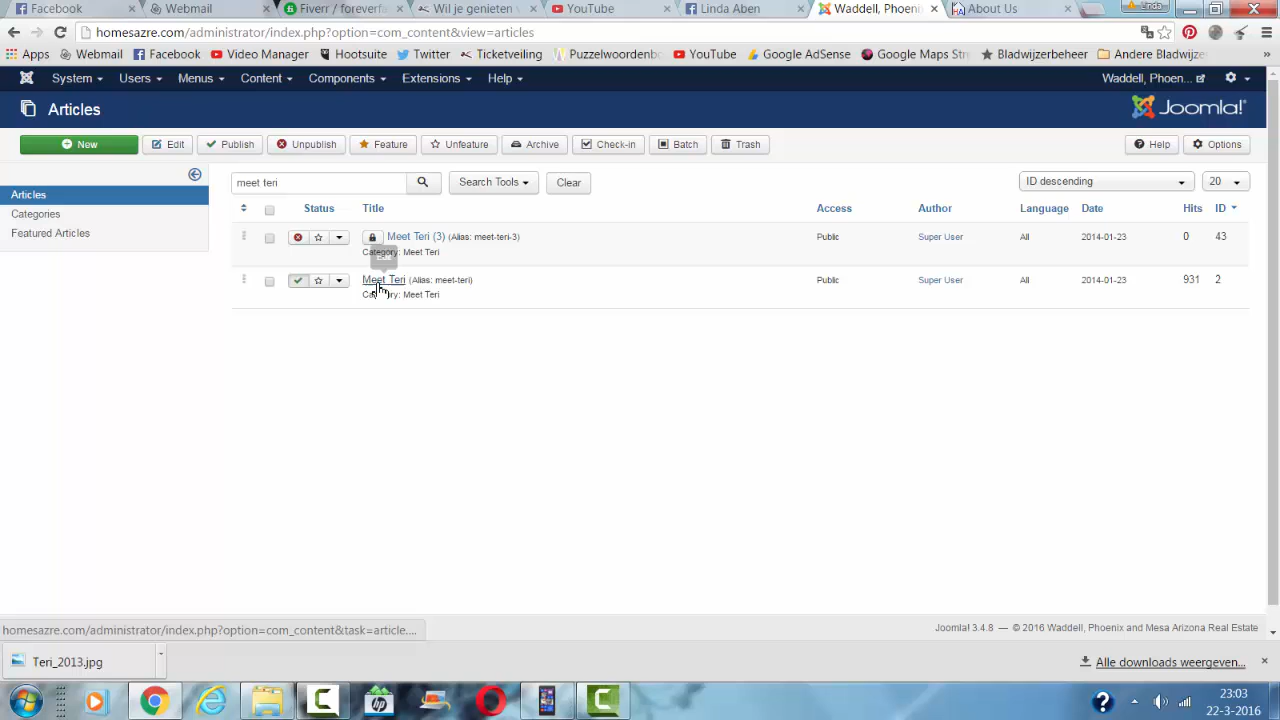 Facebook
Webmail
Fiverr / foreverfa
Wil je genieten
YouTube
Linda Aben
Waddell, Phoeni
About Us
homesazre.com/administrator/index.php?option=com_content&view=articles
Apps Webmail Facebook Video Manager Hootsuite Twitter Ticketveiling Puzzelwoordenb YouTube Google AdSense Google Maps Stre Bladwijzerbeheer Andere Bladwijze
System Users Menus Content Components Extensions Help Waddell, Phoen...
Articles Joomla!®
New Edit Publish Unpublish Feature Unfeature Archive Check-in Batch Trash Help Options
Articles
Categories
Featured Articles
meet teri Search Tools Clear ID descending 20
Status Title Access Author Language Date Hits ID
Meet Teri (3) (Alias: meet-teri-3) Public Super User All 2014-01-23 0 43
Category: Meet Teri
Meet Teri (Alias: meet-teri) Public Super User All 2014-01-23 931 2
Meet Teri
homesazre.com/administrator/index.php?option=com_content&task=article....
Joomla! 3.4.8 — © 2016 Waddell, Phoenix and Mesa Arizona Real Estate
Teri_2013.jpg Alle downloads weergeven...
23:03
22-3-2016